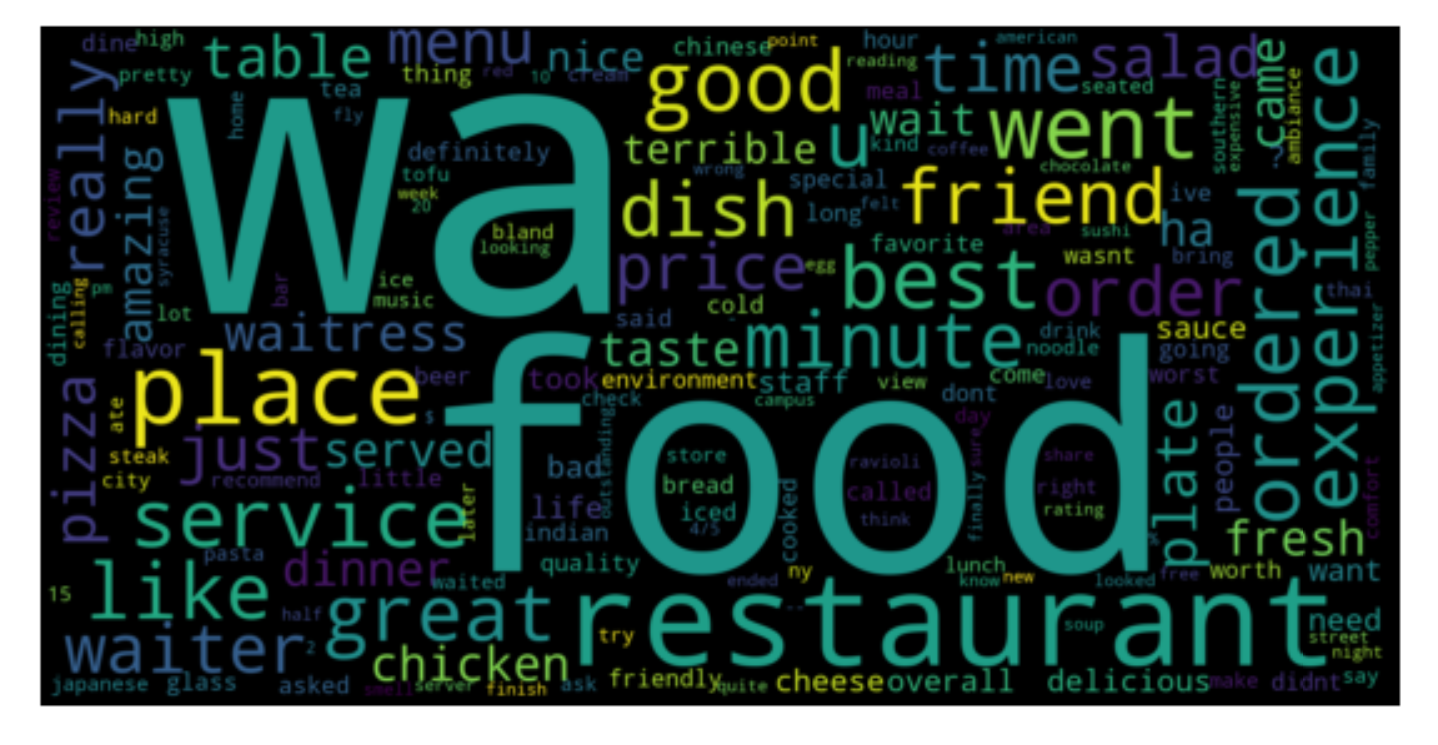 dine high table menu nice chinese point hour american time salad
pretty thing red 10 cream good reading seated came
tea meal
hard home fly wait went southern expensive ambiance
really wa definitely terrible u kind coffee chocolate family
amazing tofu wrong special friend ive experience
week 20 dish long felt area sushi ha pepper
review syracuse bland favorite wasnt bring ordered
looking price egg best order thai
pm bar ice music cold
dining calling lot said drink sauce
flavor waitress taste minute noodle going appetizer
place beer took environment staff view come love worst
ate $ check campus dont
pizza just served day plate people
steak bad outstanding store ravioli sure share
city recommend little life bread called right comfort
service later iced 4/5 think finally rating
indian cooked fresh
pasta dinner waited quality food lunch free worth want
15 like ended ny know new looked
half great restaurant need
waiter 2 try -- soup street
chicken night
japanese glass asked smell server finish ask friendly quite cheese overall delicious make didnt say